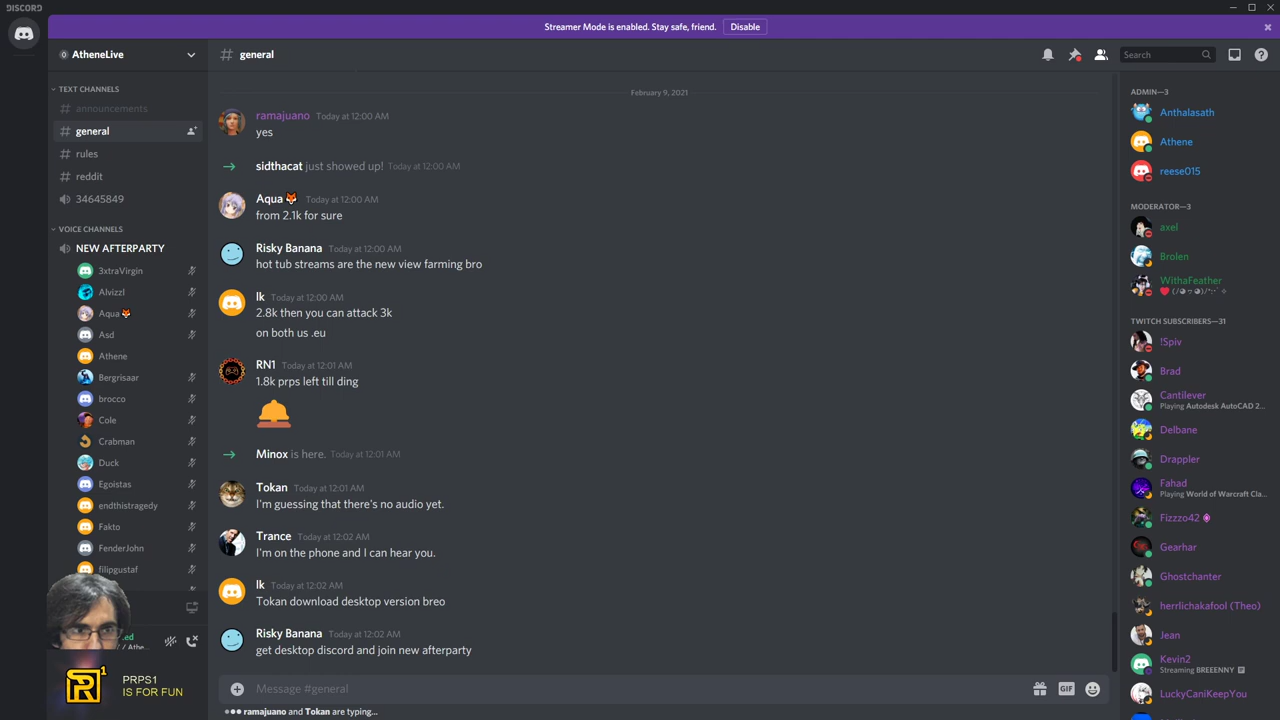 DISCORD
Streamer Mode is enabled. Stay safe, friend. Disable
AtheneLive
# general
Search
TEXT CHANNELS
# announcements
# general
# rules
# reddit
34645849
VOICE CHANNELS
NEW AFTERPARTY
3xtraVirgin
Alvizzl
Aqua
Asd
Athene
Bergrisaar
brocco
Cole
Crabman
Duck
Egoistas
endthistragedy
Fakto
FenderJohn
filipgustaf
.ed
// Athe...
R1
PRPS1
IS FOR FUN
February 9, 2021
ramajuano Today at 12:00 AM
yes
sidthacat just showed up! Today at 12:00 AM
Aqua Today at 12:00 AM
from 2.1k for sure
Risky Banana Today at 12:00 AM
hot tub streams are the new view farming bro
lk Today at 12:00 AM
2.8k then you can attack 3k
on both us .eu
RN1 Today at 12:01 AM
1.8k prps left till ding
Minox is here. Today at 12:01 AM
Tokan Today at 12:01 AM
I'm guessing that there's no audio yet.
Trance Today at 12:02 AM
I'm on the phone and I can hear you.
lk Today at 12:02 AM
Tokan download desktop version breo
Risky Banana Today at 12:02 AM
get desktop discord and join new afterparty
Message #general
GIF
ramajuano and Tokan are typing...
ADMIN—3
Anthalasath
Athene
reese015
MODERATOR—3
axel
Brolen
WithaFeather
TWITCH SUBSCRIBERS—31
!Spiv
Brad
Cantilever
Playing Autodesk AutoCAD 2...
Delbane
Drappler
Fahad
Playing World of Warcraft Cla...
Fizzzo42
Gearhar
Ghostchanter
herrlichakafool (Theo)
Jean
Kevin2
Streaming BREEENNY
LuckyCaniKeepYou